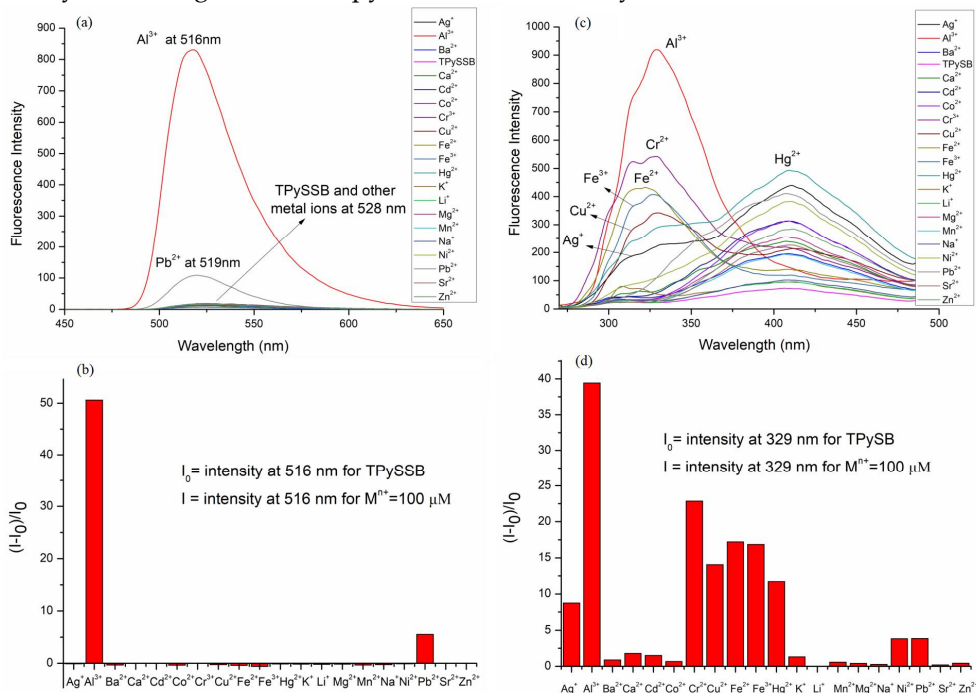 (a)
Al³⁺ at 516nm
Pb²⁺ at 519nm
TPySSB and other
metal ions at 528 nm
Fluorescence Intensity
900
800
700
600
500
400
300
200
100
0
450
500
550
600
650
Wavelength (nm)
Ag⁺
Al³⁺
Ba²⁺
TPySSB
Ca²⁺
Cd²⁺
Co²⁺
Cr³⁺
Cu²⁺
Fe²⁺
Fe³⁺
Hg²⁺
K⁺
Li⁺
Mg²⁺
Mn²⁺
Na⁺
Ni²⁺
Pb²⁺
Sr²⁺
Zn²⁺
(c)
Al³⁺
Cr²⁺
Hg²⁺
Fe³⁺
Fe²⁺
Cu²⁺
Ag⁺
Fluorescence Intensity
1000
900
800
700
600
500
400
300
200
100
0
300
350
400
450
500
Wavelength (nm)
Ag⁺
Al³⁺
Ba²⁺
TPySB
Ca²⁺
Cd²⁺
Co²⁺
Cr³⁺
Cu²⁺
Fe²⁺
Fe³⁺
Hg²⁺
K⁺
Li⁺
Mg²⁺
Mn²⁺
Na⁺
Ni²⁺
Pb²⁺
Sr²⁺
Zn²⁺
(b)
I₀= intensity at 516 nm for TPySSB
I = intensity at 516 nm for Mⁿ⁺=100 μM
(I-I₀)/I₀
50
40
30
20
10
0
Ag⁺Al³⁺Ba²⁺Ca²⁺Cd²⁺Co²⁺Cr³⁺Cu²⁺Fe²⁺Fe³⁺Hg²⁺K⁺ Li⁺ Mg²⁺Mn²⁺Na⁺Ni²⁺Pb²⁺Sr²⁺Zn²⁺
(d)
I₀= intensity at 329 nm for TPySB
I = intensity at 329 nm for Mⁿ⁺=100 μM
(I-I₀)/I₀
40
35
30
25
20
15
10
5
0
Ag⁺ Al³⁺ Ba²⁺Ca²⁺Cd²⁺Co²⁺ Cr²⁺Cu²⁺ Fe²⁺ Fe³⁺Hg²⁺ K⁺ Li⁺ Mn²⁺Mg²⁺Na⁺ Ni²⁺Pb²⁺ Sr²⁺ Zn²⁺